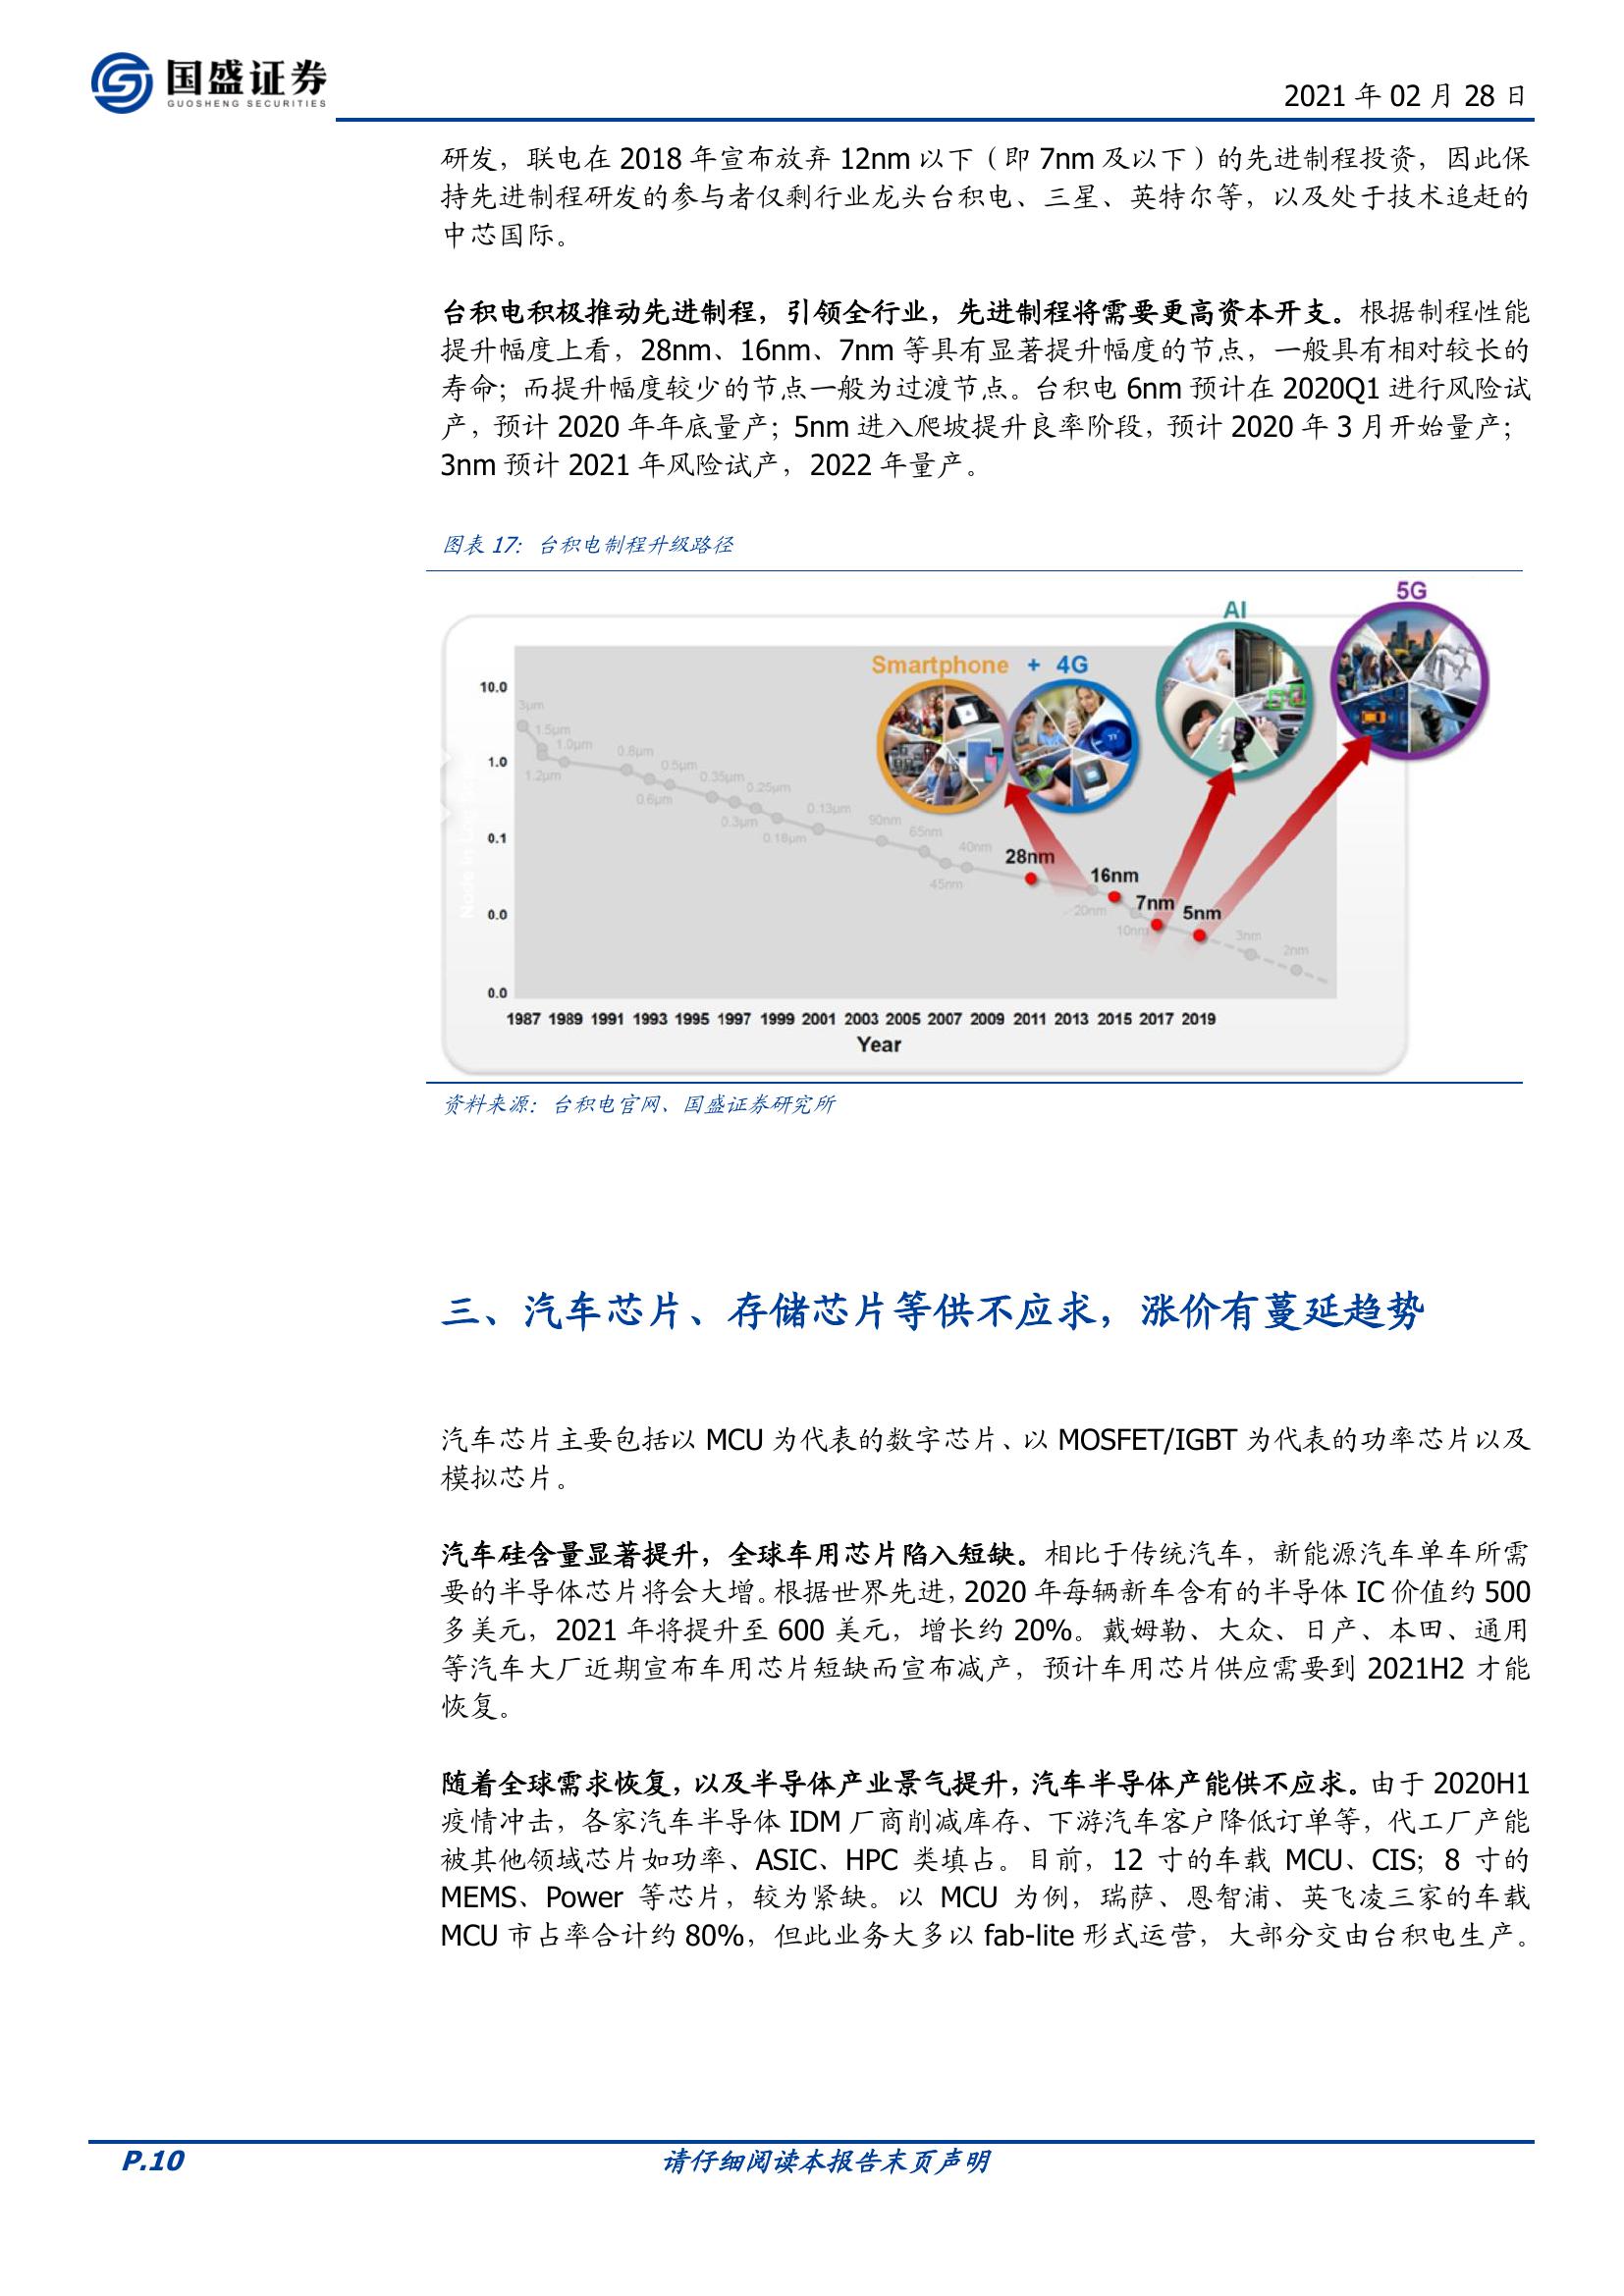 国盛证券
GUOSHENG SECURITIES
2021 年 02 月 28 日
研发，联电在 2018 年宣布放弃 12nm 以下（即 7nm 及以下）的先进制程投资，因此保
持先进制程研发的参与者仅剩行业龙头台积电、三星、英特尔等，以及处于技术追赶的
中芯国际。
台积电积极推动先进制程，引领全行业，先进制程将需要更高资本开支。根据制程性能
提升幅度上看，28nm、16nm、7nm 等具有显著提升幅度的节点，一般具有相对较长的
寿命；而提升幅度较少的节点一般为过渡节点。台积电 6nm 预计在 2020Q1 进行风险试
产，预计 2020 年年底量产；5nm 进入爬坡提升良率阶段，预计 2020 年 3 月开始量产；
3nm 预计 2021 年风险试产，2022 年量产。
图表 17：台积电制程升级路径
5G
AI
Smartphone + 4G
10.0
1.0
0.1
0.0
0.0
3μm
1.5μm
1.2μm
1.0μm
0.8μm
0.6μm
0.5μm
0.35μm
0.3μm
0.25μm
0.18μm
0.13μm
90nm
65nm
45nm
40nm
28nm
20nm
16nm
10nm
7nm
5nm
3nm
2nm
1987 1989 1991 1993 1995 1997 1999 2001 2003 2005 2007 2009 2011 2013 2015 2017 2019
Year
资料来源：台积电官网、国盛证券研究所
三、汽车芯片、存储芯片等供不应求，涨价有蔓延趋势
汽车芯片主要包括以 MCU 为代表的数字芯片、以 MOSFET/IGBT 为代表的功率芯片以及
模拟芯片。
汽车硅含量显著提升，全球车用芯片陷入短缺。相比于传统汽车，新能源汽车单车所需
要的半导体芯片将会大增。根据世界先进，2020 年每辆新车含有的半导体 IC 价值约 500
多美元，2021 年将提升至 600 美元，增长约 20%。戴姆勒、大众、日产、本田、通用
等汽车大厂近期宣布车用芯片短缺而宣布减产，预计车用芯片供应需要到 2021H2 才能
恢复。
随着全球需求恢复，以及半导体产业景气提升，汽车半导体产能供不应求。由于 2020H1
疫情冲击，各家汽车半导体 IDM 厂商削减库存、下游汽车客户降低订单等，代工厂产能
被其他领域芯片如功率、ASIC、HPC 类填占。目前，12 寸的车载 MCU、CIS；8 寸的
MEMS、Power 等芯片，较为紧缺。以 MCU 为例，瑞萨、恩智浦、英飞凌三家的车载
MCU 市占率合计约 80%，但此业务大多以 fab-lite 形式运营，大部分交由台积电生产。
P.10
请仔细阅读本报告末页声明